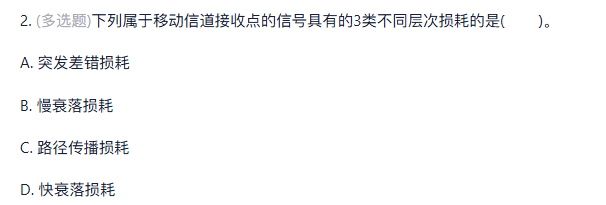 2. (多选题)下列属于移动信道接收点的信号具有的3类不同层次损耗的是(  )。
A. 突发差错损耗
B. 慢衰落损耗
C. 路径传播损耗
D. 快衰落损耗